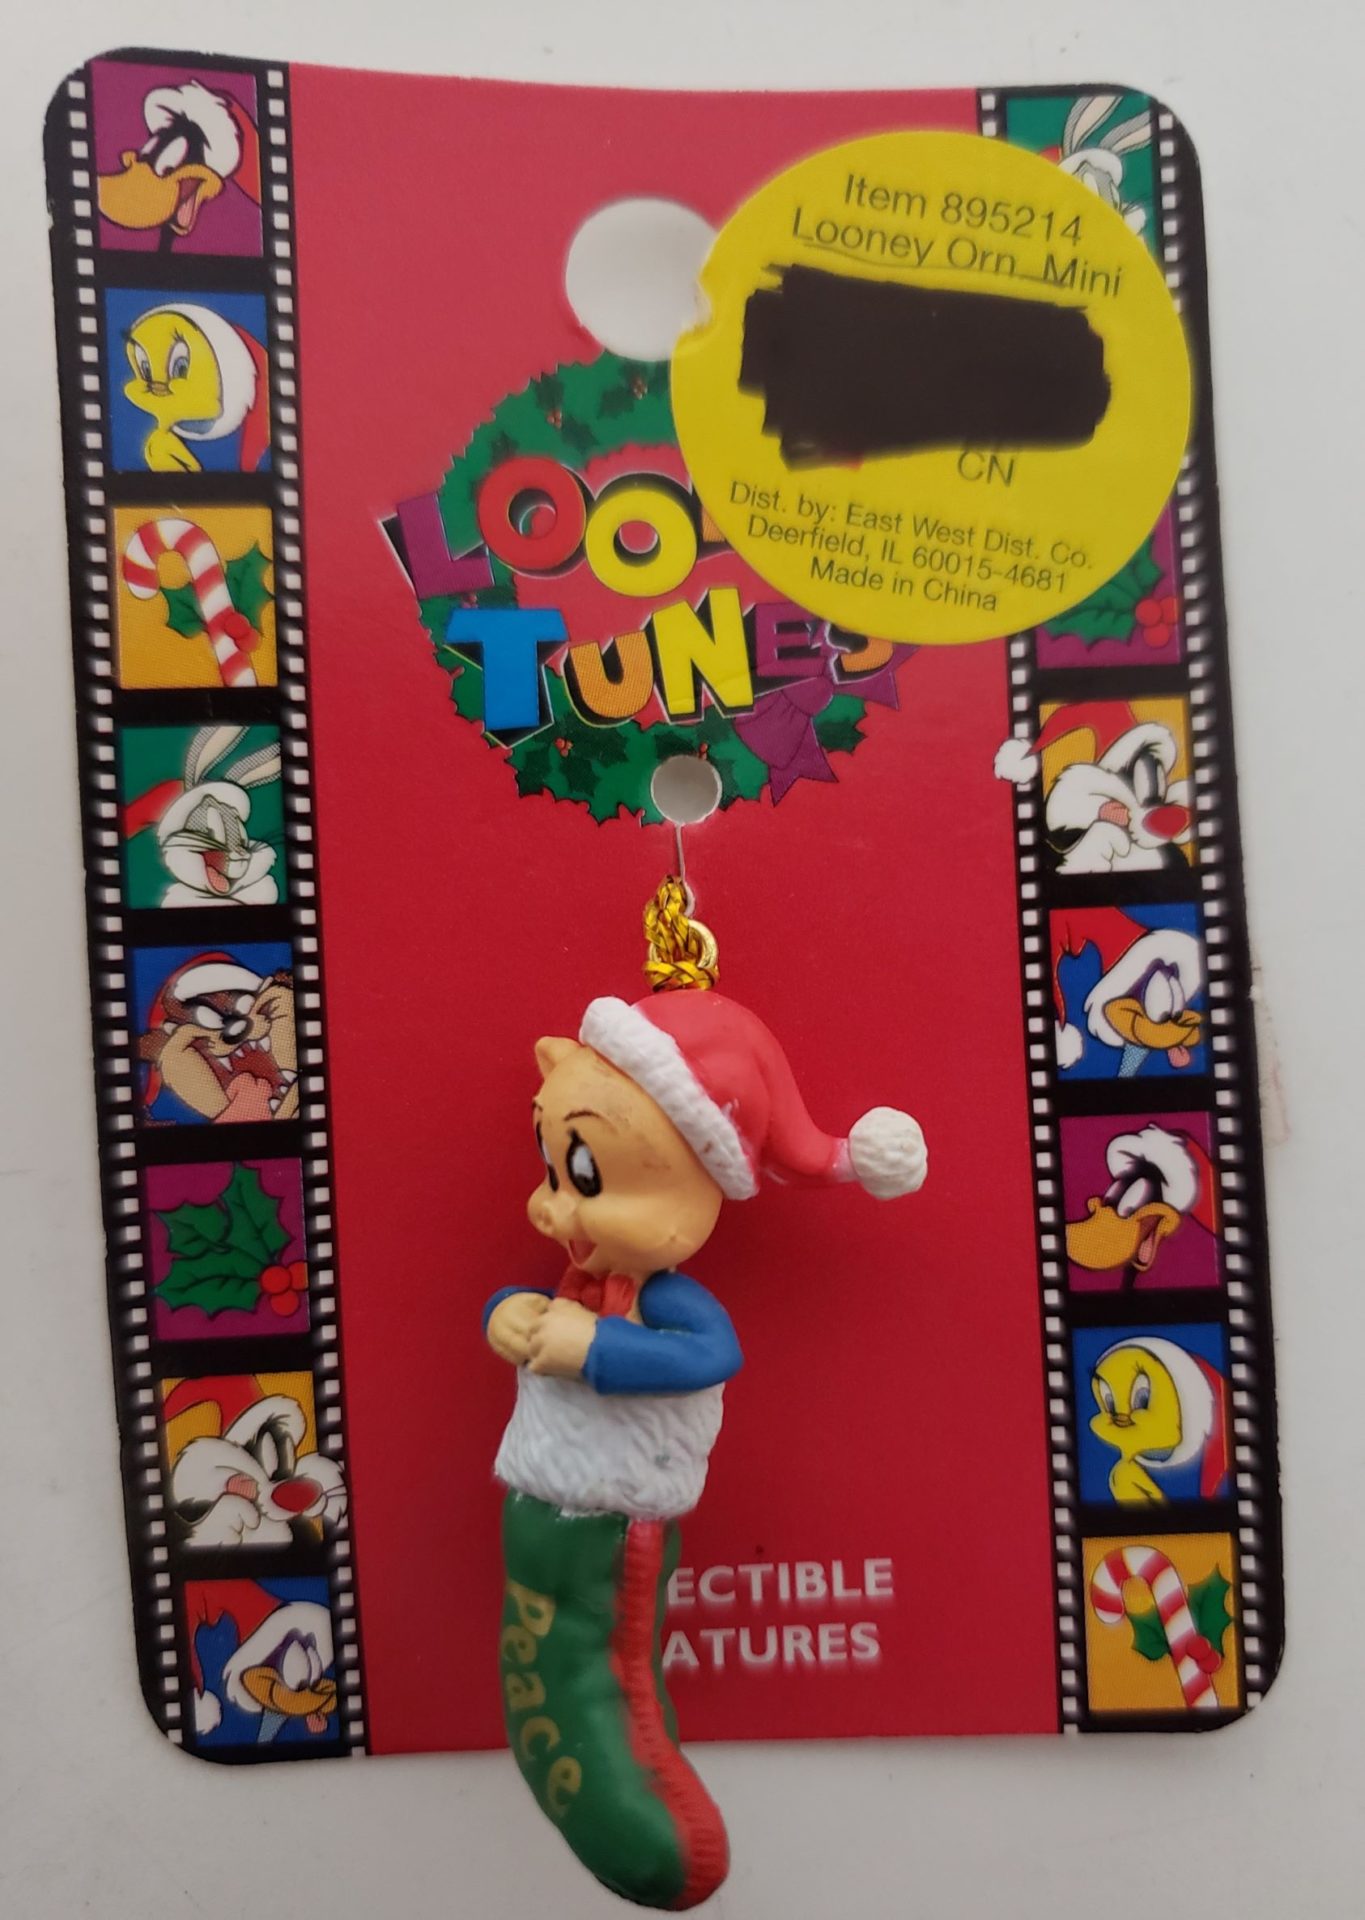 Item 895214
Looney Orn Mini
CN
Dist. by: East West Dist. Co.
Deerfield, IL 60015-4681
Made in China
LOO
TUNES
ECTIBLE
ATURES
Peace